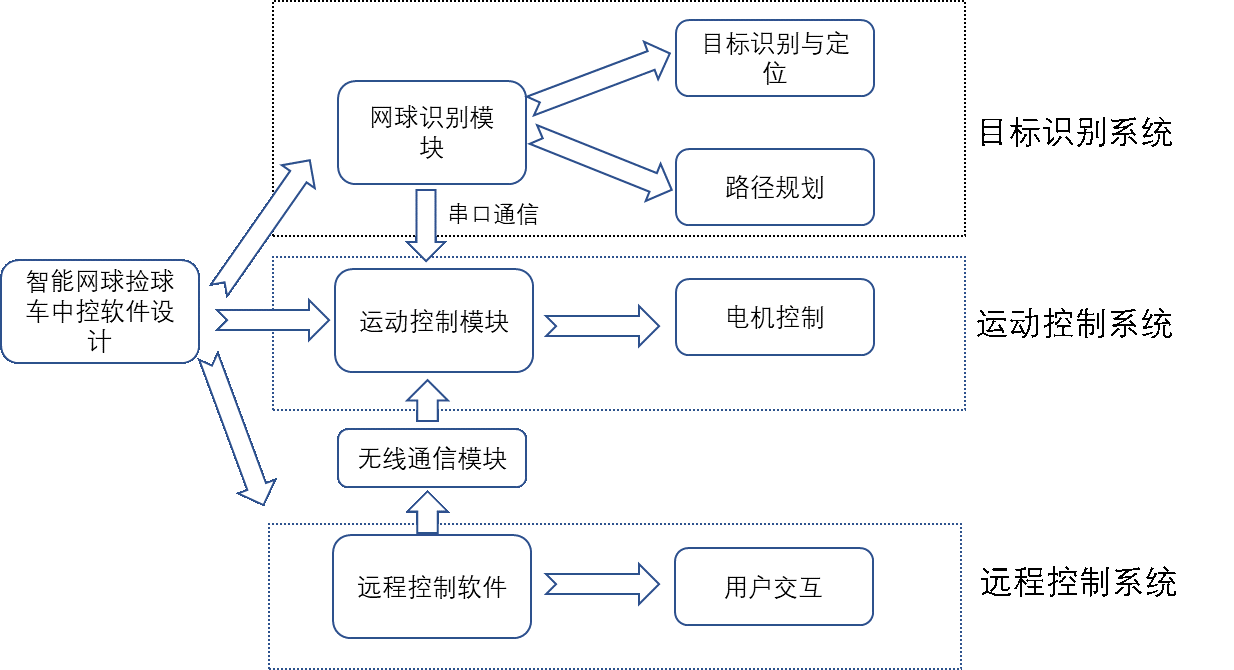 目标识别与定
位
网球识别模
块
目标识别系统
路径规划
串口通信
智能网球捡球
车中控软件设
计
运动控制模块
电机控制
运动控制系统
无线通信模块
远程控制软件
用户交互
远程控制系统